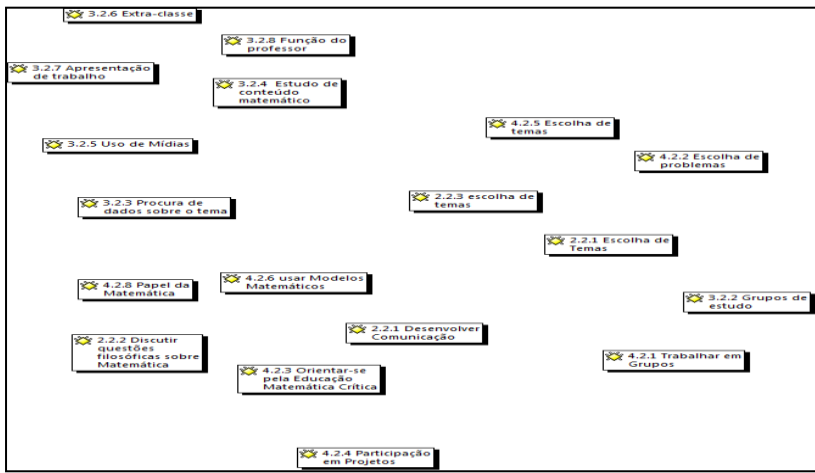 3.2.6 Extra-classe
3.2.8 Função do
professor
3.2.7 Apresentação
de trabalho
3.2.4 Estudo de
conteúdo
matemático
4.2.5 Escolha de
temas
3.2.5 Uso de Mídias
4.2.2 Escolha de
problemas
2.2.3 escolha de
temas
3.2.3 Procura de
dados sobre o tema
2.2.1 Escolha de
Temas
4.2.6 usar Modelos
Matemáticos
4.2.8 Papel da
Matemática
3.2.2 Grupos de
estudo
2.2.1 Desenvolver
Comunicação
2.2.2 Discutir
questões
filosóficas sobre
Matemática
4.2.1 Trabalhar em
Grupos
4.2.3 Orientar-se
pela Educação
Matemática Crítica
4.2.4 Participação
em Projetos